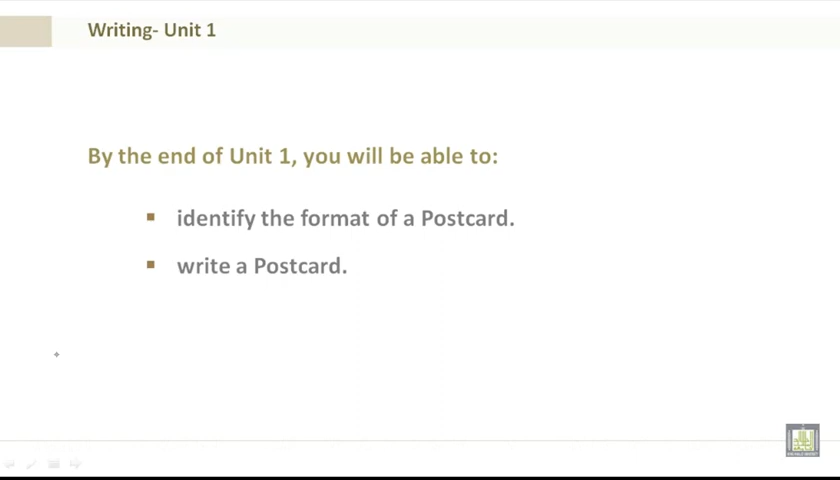 Writing- Unit 1
By the end of Unit 1, you will be able to:
identify the format of a Postcard.
write a Postcard.